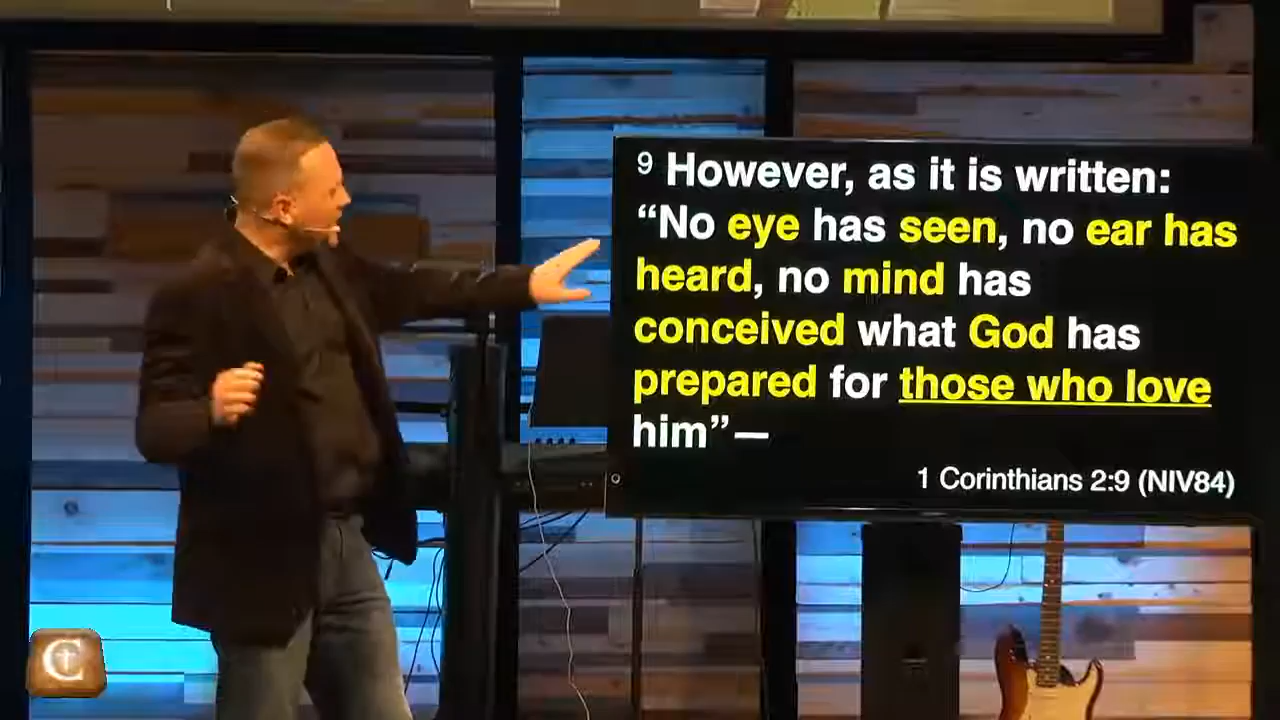 9 However, as it is written:
“No eye has seen, no ear has
heard, no mind has
conceived what God has
prepared for those who love
him”—
1 Corinthians 2:9 (NIV84)
C